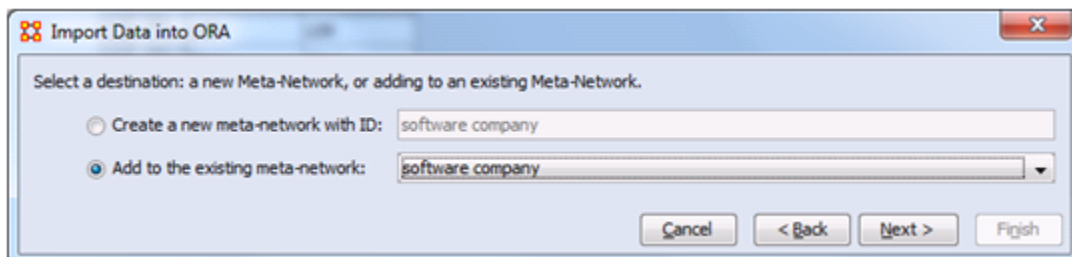 Import Data into ORA
Select a destination: a new Meta-Network, or adding to an existing Meta-Network.
Create a new meta-network with ID: software company
Add to the existing meta-network: software company
Cancel < Back Next > Finish